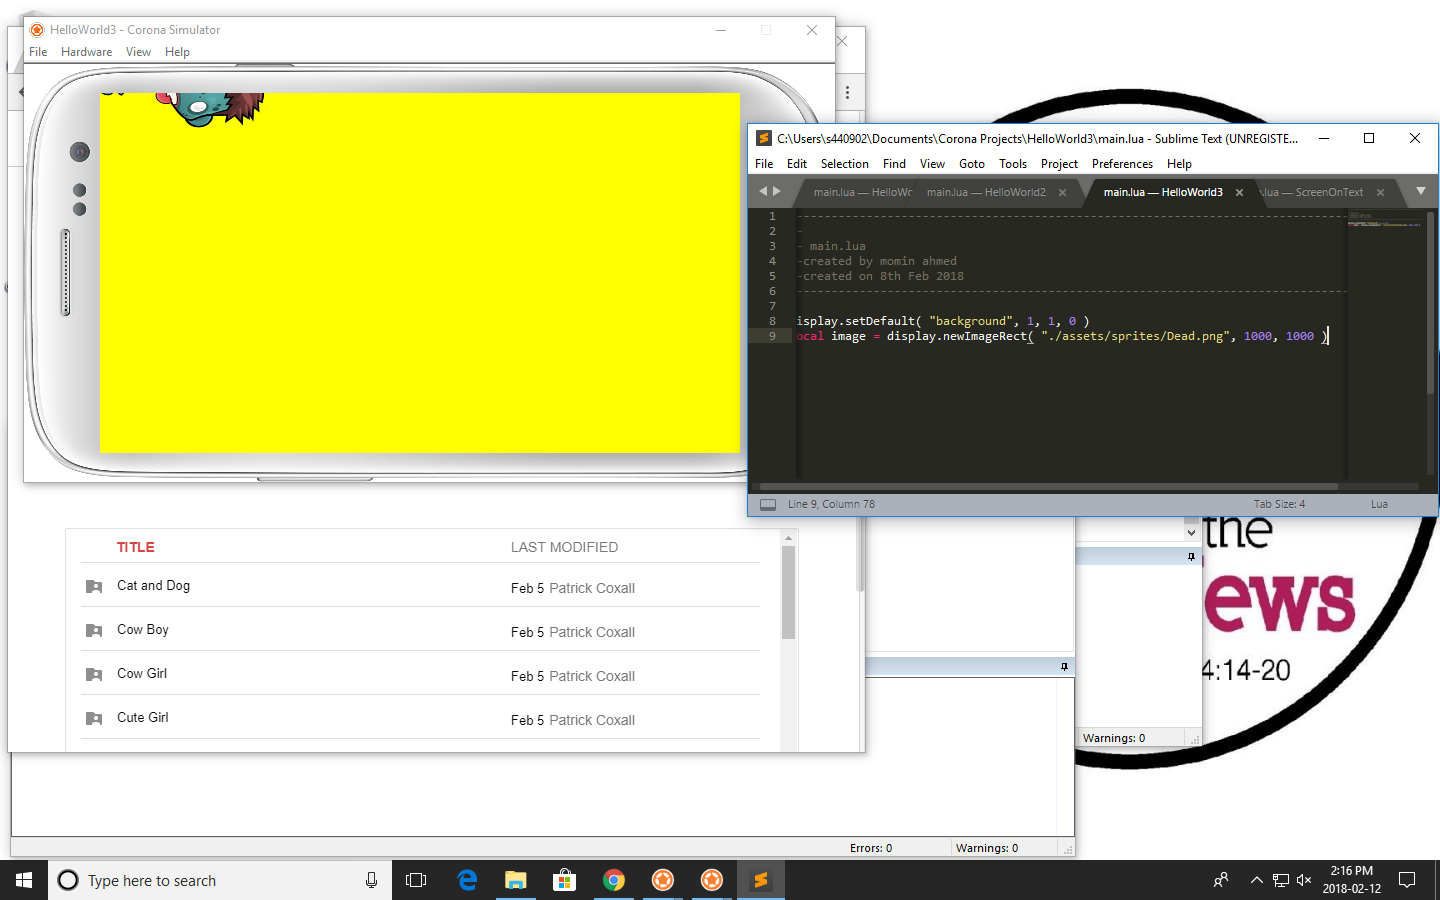 HelloWorld3 - Corona Simulator
File Hardware View Help
C:\Users\s440902\Documents\Corona Projects\HelloWorld3\main.lua - Sublime Text (UNREGISTE...
File Edit Selection Find View Goto Tools Project Preferences Help
main.lua — HelloWo main.lua — HelloWorld2 main.lua — HelloWorld3 .lua — ScreenOnText
1 --------------------------------------------------------------------------------
2 -
3 - main.lua
4 -created by momin ahmed
5 -created on 8th Feb 2018
6 --------------------------------------------------------------------------------
7
8 isplay.setDefault( "background", 1, 1, 0 )
9 ocal image = display.newImageRect( "./assets/sprites/Dead.png", 1000, 1000 )
Line 9, Column 78 Tab Size: 4 Lua
the
ews
4:14-20
TITLE LAST MODIFIED
Cat and Dog Feb 5 Patrick Coxall
Cow Boy Feb 5 Patrick Coxall
Cow Girl Feb 5 Patrick Coxall
Cute Girl Feb 5 Patrick Coxall
Warnings: 0
Errors: 0 Warnings: 0
Type here to search
2:16 PM
2018-02-12